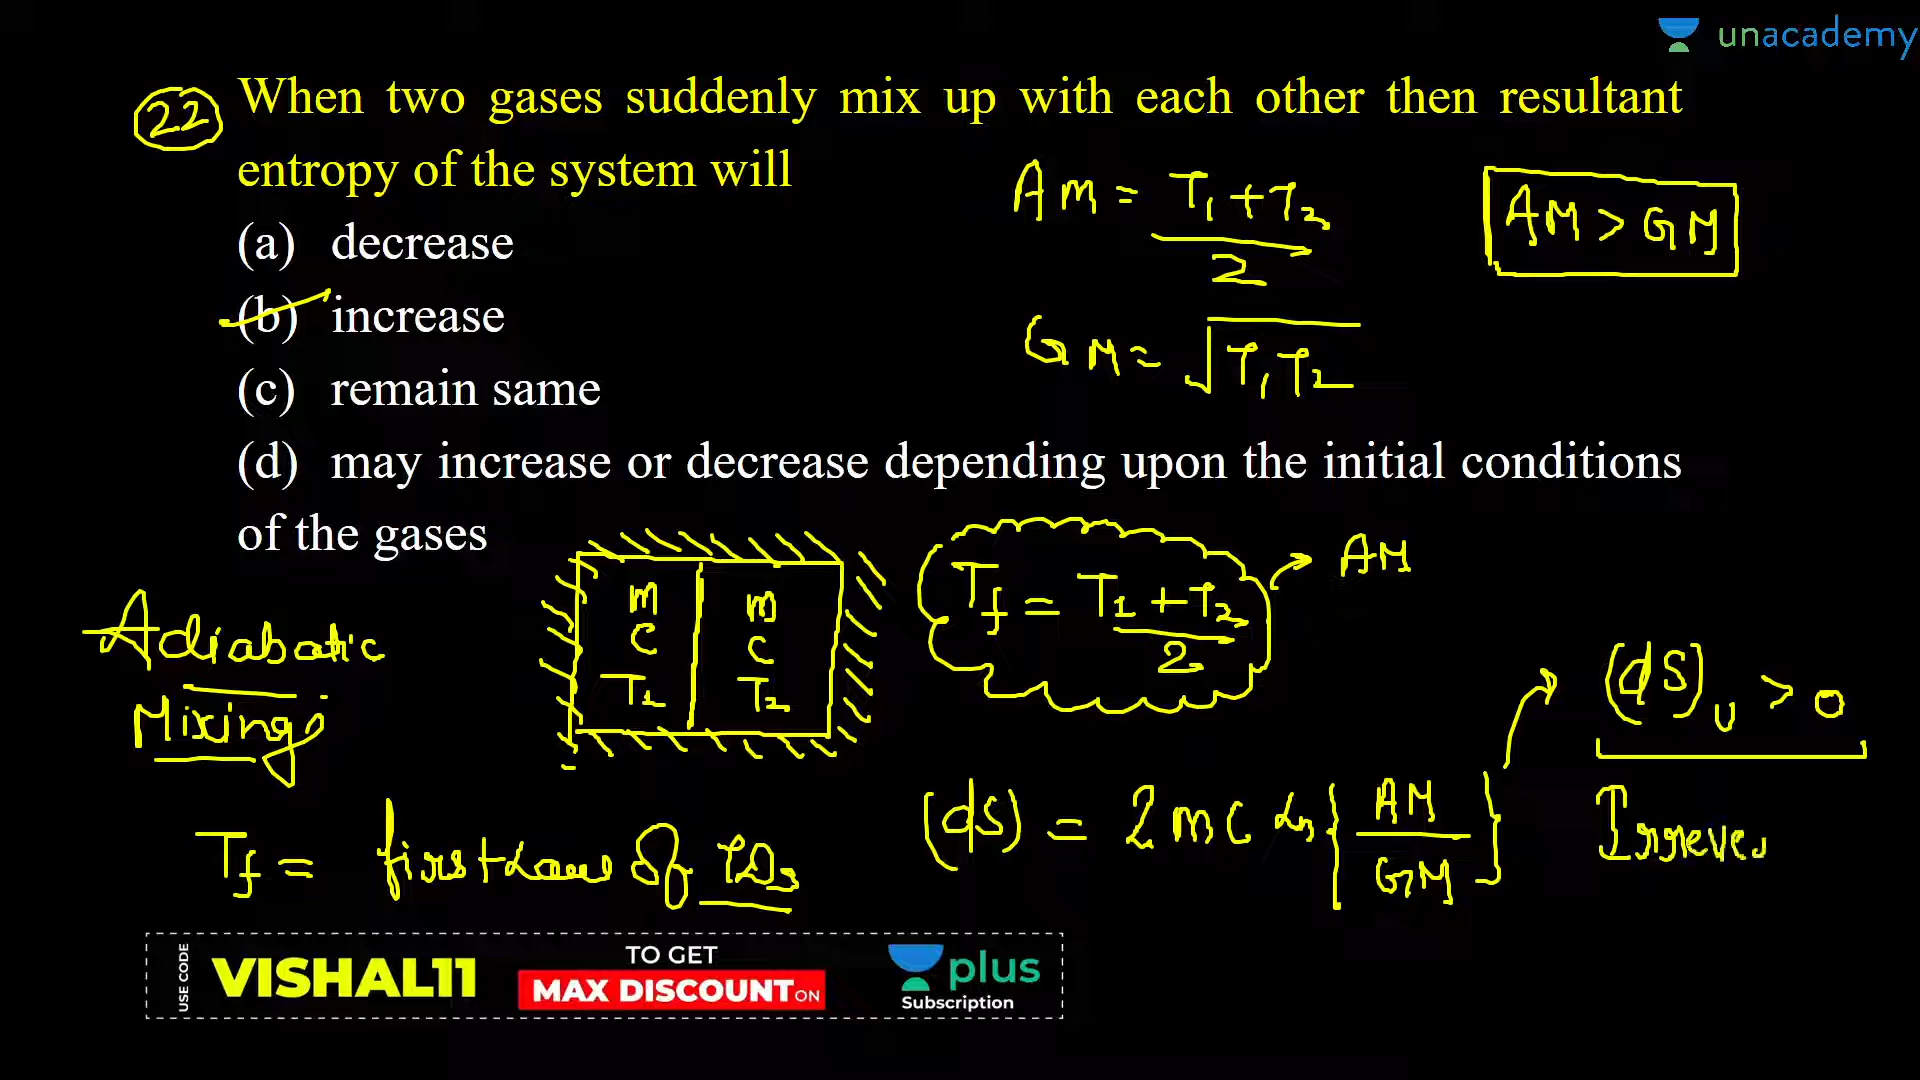 unacademy
22
When two gases suddenly mix up with each other then resultant
entropy of the system will
(a) decrease
(b) increase
(c) remain same
(d) may increase or decrease depending upon the initial conditions
of the gases
AM = T1+T2
2
AM > GM
GM = √T1T2
Adiabatic
Mixing:
m
C
T1
m
C
T2
Tf = T1+T2
2
AM
Tf = first Law of TDs
(dS) = 2mc ln { AM
GM }
(dS)U > 0
Irrever
USE CODE
VISHAL11
TO GET
MAX DISCOUNT ON
plus
Subscription